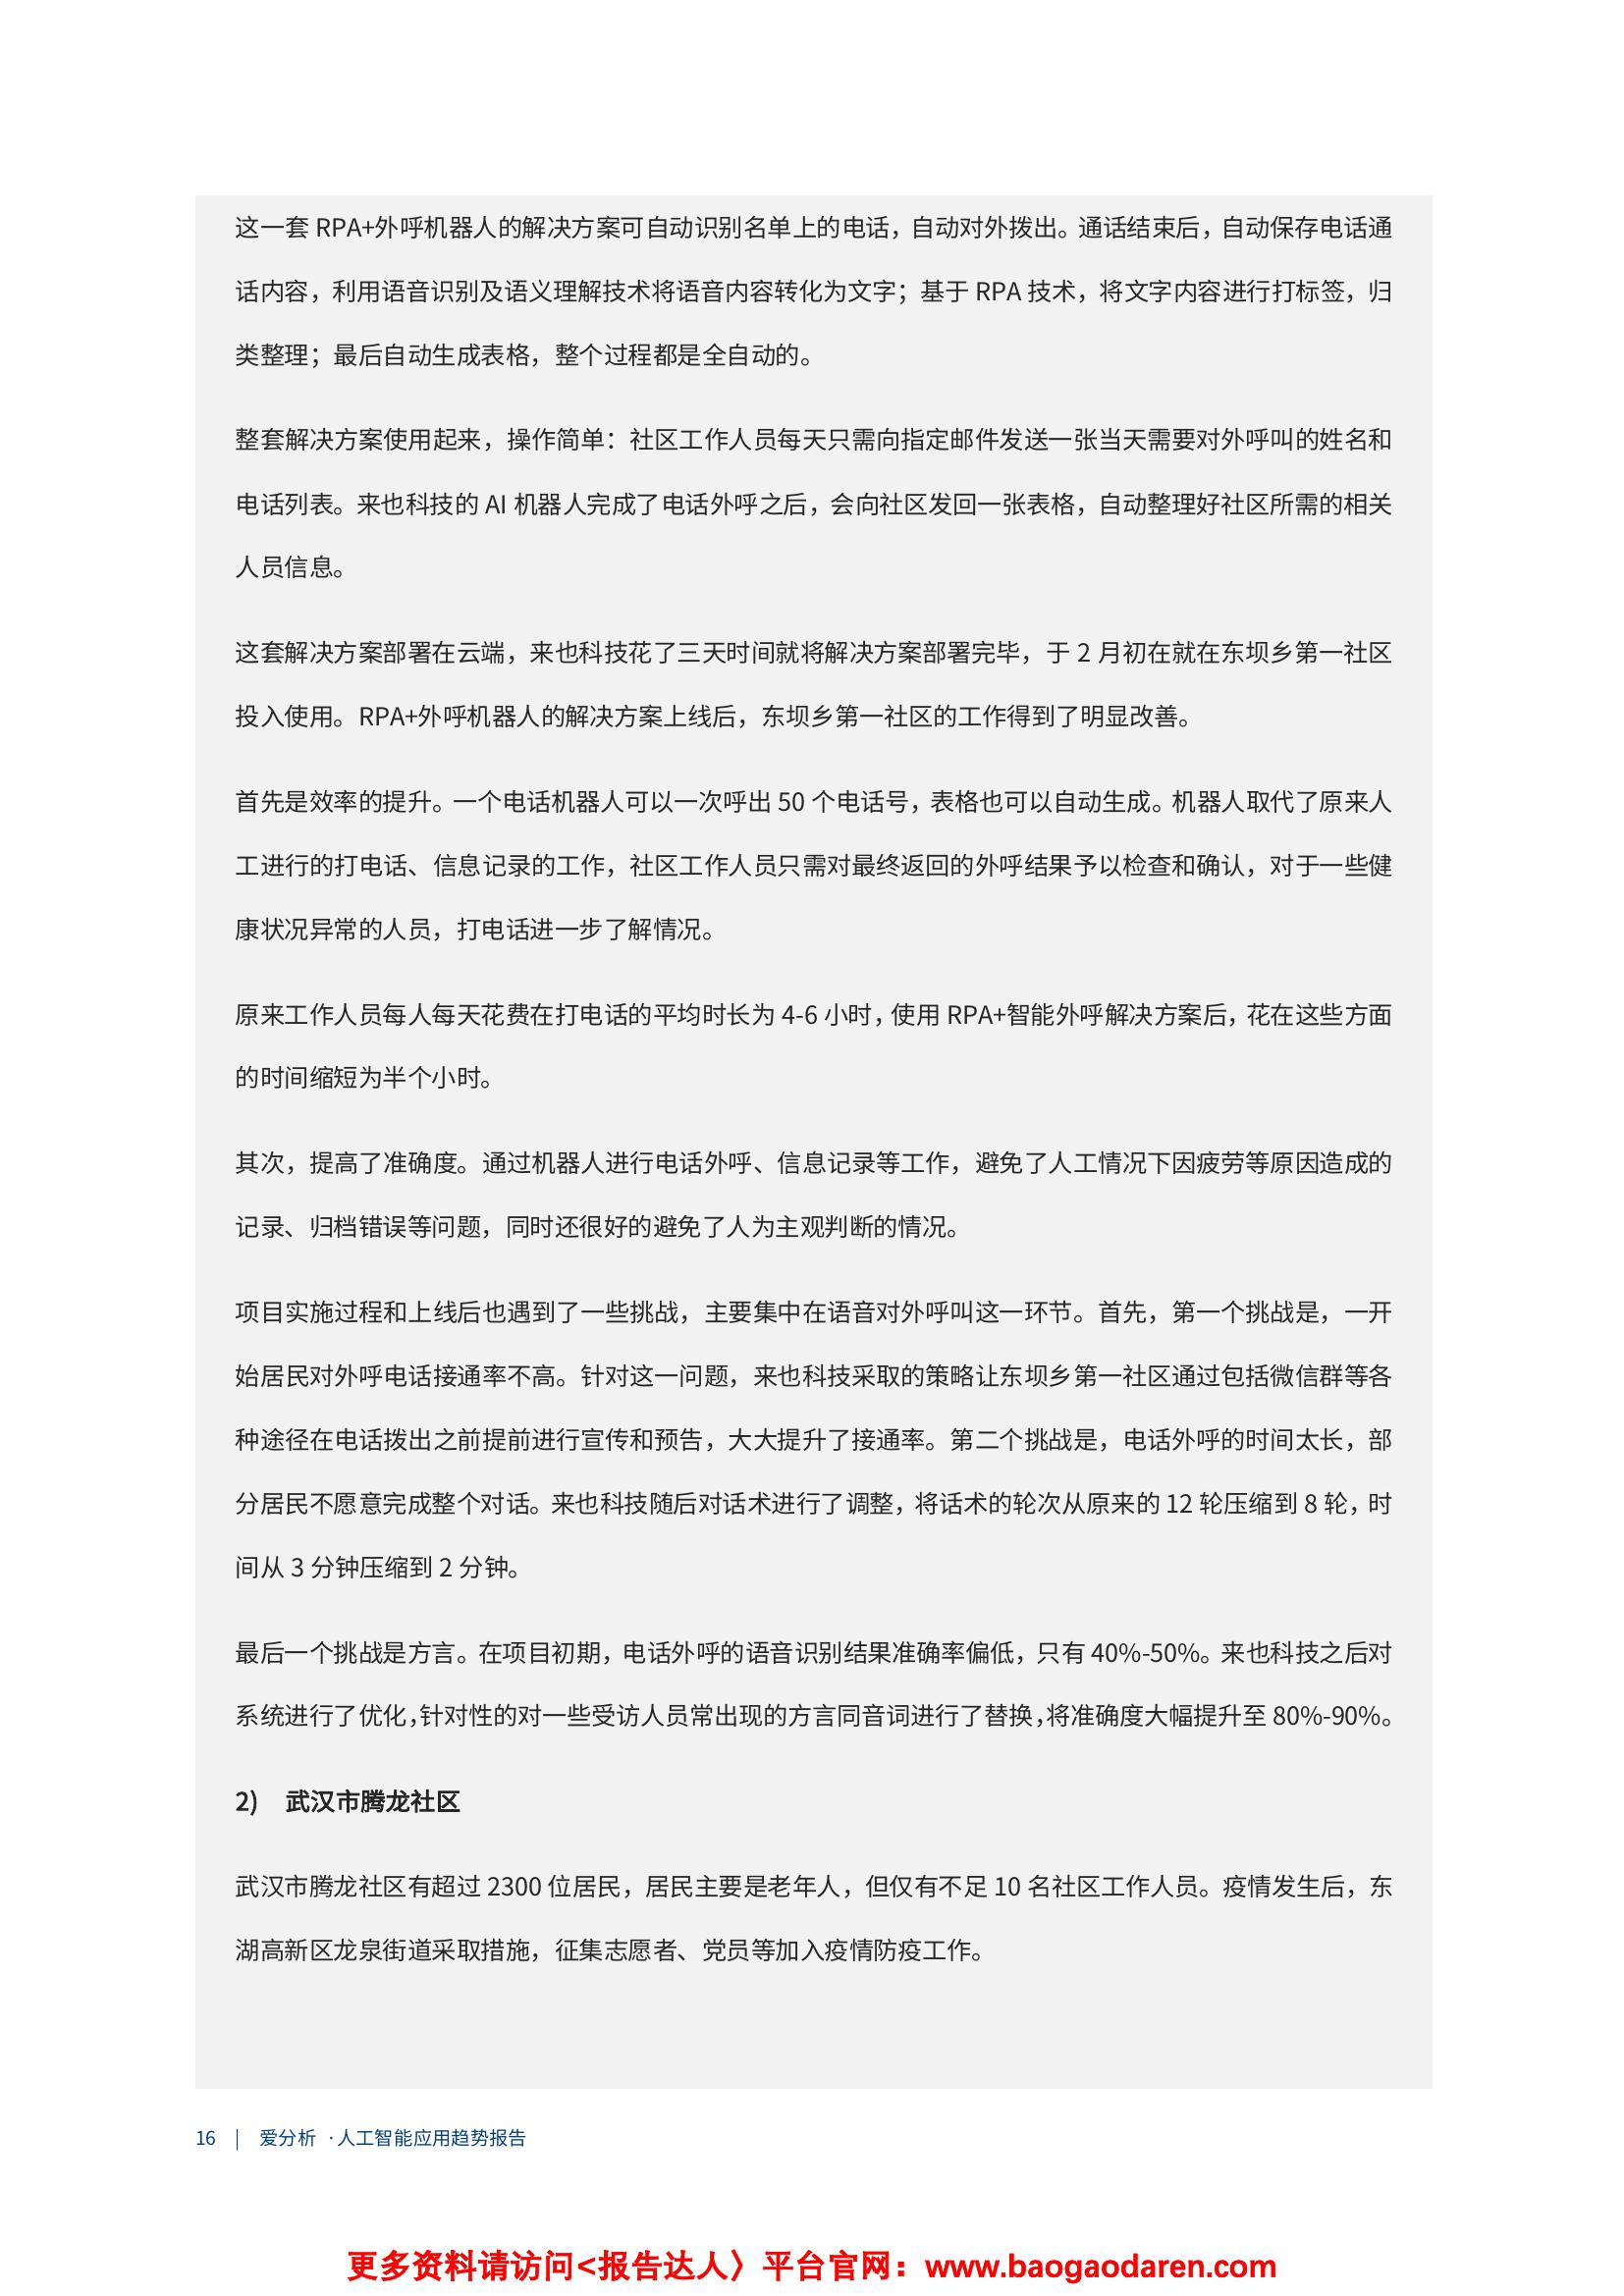 这一套 RPA+外呼机器人的解决方案可自动识别名单上的电话，自动对外拨出。通话结束后，自动保存电话通
话内容，利用语音识别及语义理解技术将语音内容转化为文字；基于 RPA 技术，将文字内容进行打标签，归
类整理；最后自动生成表格，整个过程都是全自动的。
整套解决方案使用起来，操作简单：社区工作人员每天只需向指定邮件发送一张当天需要对外呼叫的姓名和
电话列表。来也科技的 AI 机器人完成了电话外呼之后，会向社区发回一张表格，自动整理好社区所需的相关
人员信息。
这套解决方案部署在云端，来也科技花了三天时间就将解决方案部署完毕，于 2 月初在就在东坝乡第一社区
投入使用。RPA+外呼机器人的解决方案上线后，东坝乡第一社区的工作得到了明显改善。
首先是效率的提升。一个电话机器人可以一次呼出 50 个电话号，表格也可以自动生成。机器人取代了原来人
工进行的打电话、信息记录的工作，社区工作人员只需对最终返回的外呼结果予以检查和确认，对于一些健
康状况异常的人员，打电话进一步了解情况。
原来工作人员每人每天花费在打电话的平均时长为 4-6 小时，使用 RPA+智能外呼解决方案后，花在这些方面
的时间缩短为半个小时。
其次，提高了准确度。通过机器人进行电话外呼、信息记录等工作，避免了人工情况下因疲劳等原因造成的
记录、归档错误等问题，同时还很好的避免了人为主观判断的情况。
项目实施过程和上线后也遇到了一些挑战，主要集中在语音对外呼叫这一环节。首先，第一个挑战是，一开
始居民对外呼电话接通率不高。针对这一问题，来也科技采取的策略让东坝乡第一社区通过包括微信群等各
种途径在电话拨出之前提前进行宣传和预告，大大提升了接通率。第二个挑战是，电话外呼的时间太长，部
分居民不愿意完成整个对话。来也科技随后对话术进行了调整，将话术的轮次从原来的 12 轮压缩到 8 轮，时
间从 3 分钟压缩到 2 分钟。
最后一个挑战是方言。在项目初期，电话外呼的语音识别结果准确率偏低，只有 40%-50%。来也科技之后对
系统进行了优化，针对性的对一些受访人员常出现的方言同音词进行了替换，将准确度大幅提升至 80%-90%。
2) 武汉市腾龙社区
武汉市腾龙社区有超过 2300 位居民，居民主要是老年人，但仅有不足 10 名社区工作人员。疫情发生后，东
湖高新区龙泉街道采取措施，征集志愿者、党员等加入疫情防疫工作。
16 | 爱分析 ·人工智能应用趋势报告
更多资料请访问<报告达人〉平台官网：www.baogaodaren.com